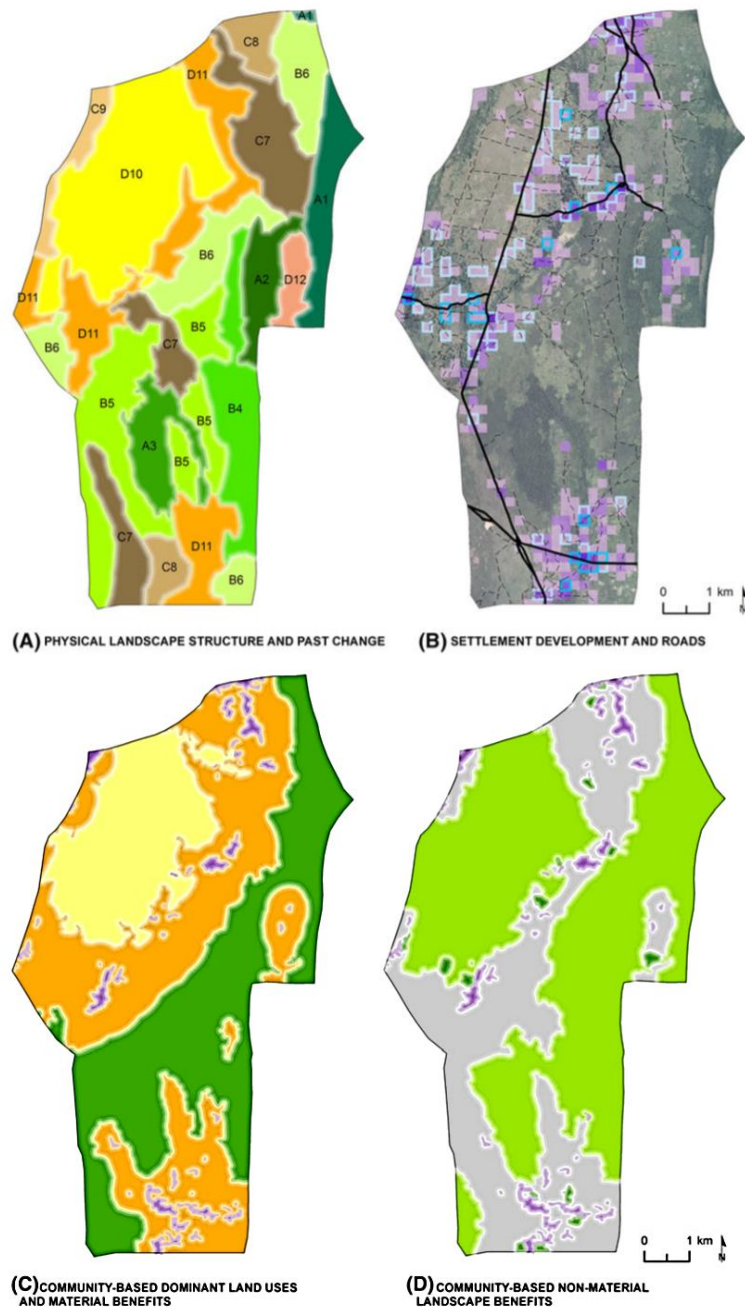 A1
C8
D11
B6
C9
C7
D10
A1
B6
A2
D12
D11
D11
B5
B6
C7
B5
B5
B4
A3
B5
C7
D11
C8
B6
0 1 km
N
(A) PHYSICAL LANDSCAPE STRUCTURE AND PAST CHANGE
(B) SETTLEMENT DEVELOPMENT AND ROADS
0 1 km
N
(C) COMMUNITY-BASED DOMINANT LAND USES
AND MATERIAL BENEFITS
(D) COMMUNITY-BASED NON-MATERIAL
LANDSCAPE BENEFITS